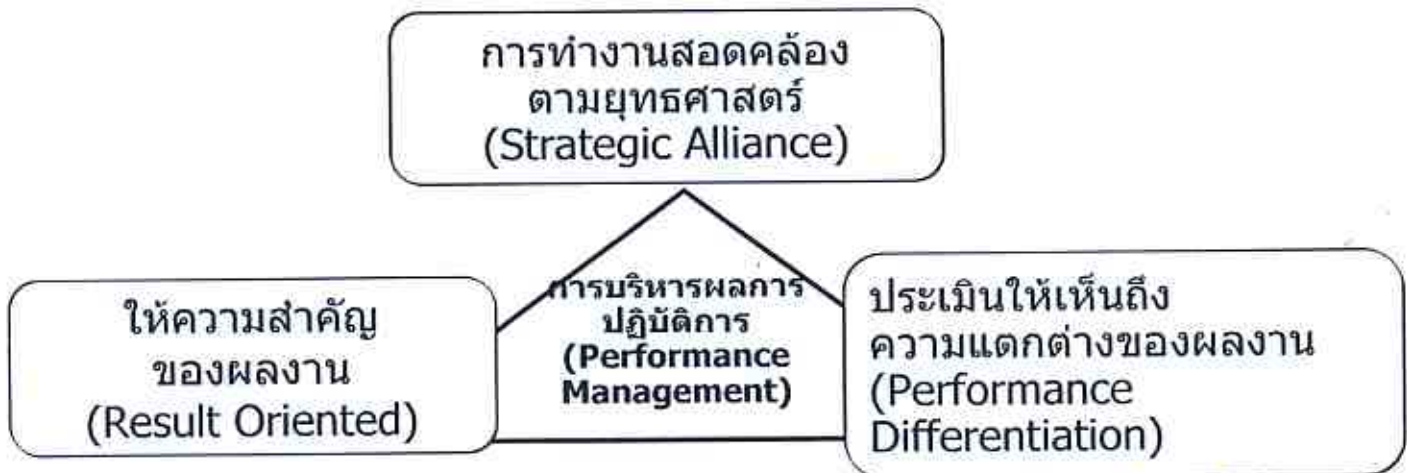 การทำงานสอดคล้อง
ตามยุทธศาสตร์
(Strategic Alliance)
ให้ความสำคัญ
ของผลงาน
(Result Oriented)
การบริหารผลการ
ปฏิบัติการ
(Performance
Management)
ประเมินให้เห็นถึง
ความแตกต่างของผลงาน
(Performance
Differentiation)